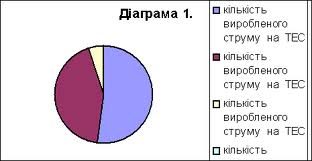 Діаграма 1.
кількість
виробленого
струму на ТЕС
кількість
виробленого
струму на ТЕС
кількість
виробленого
струму на ТЕС
кількість